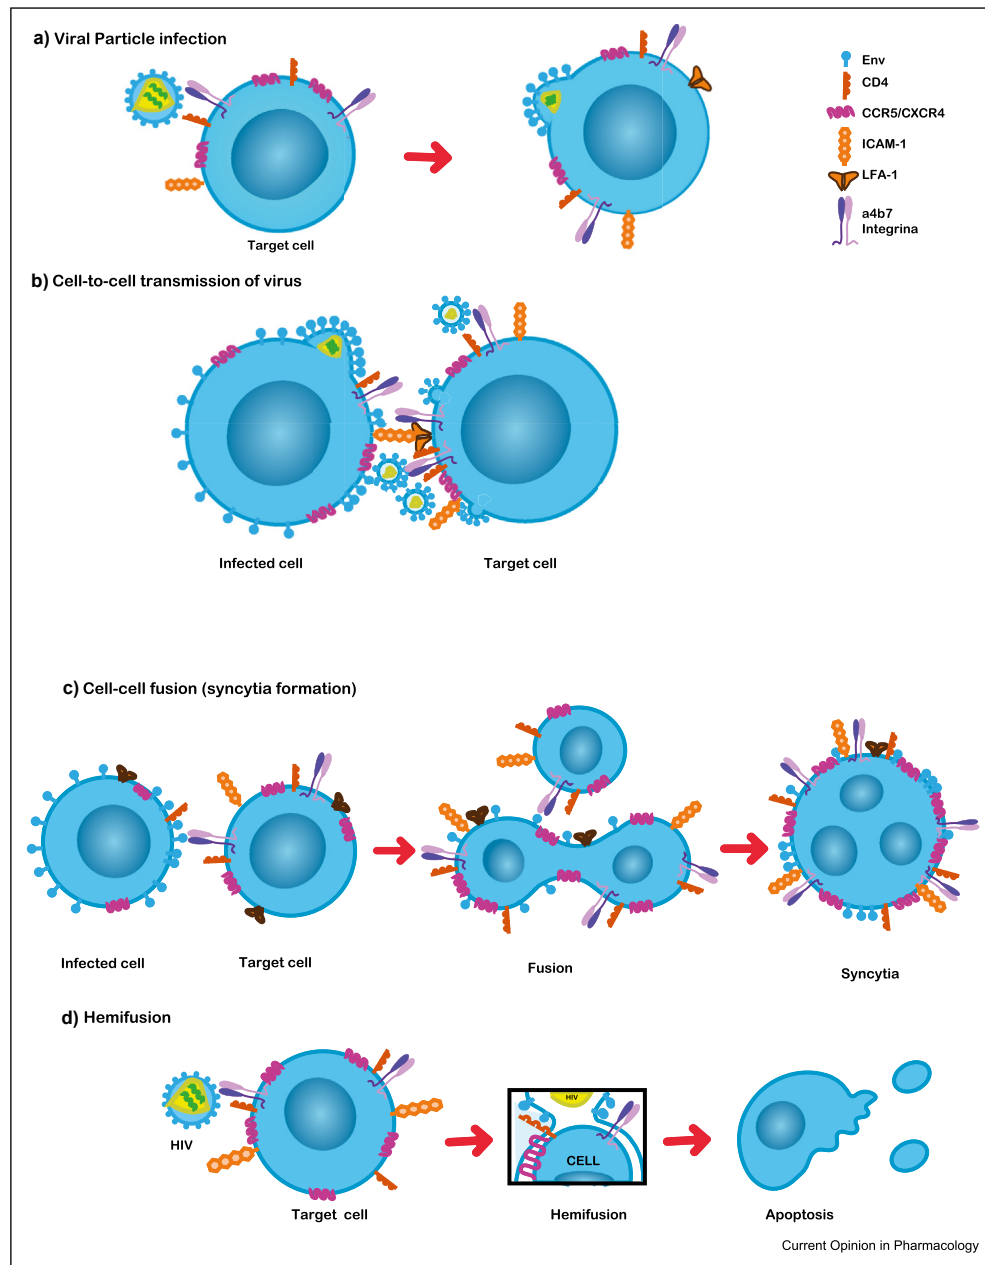 a) Viral Particle infection
Env
CD4
CCR5/CXCR4
ICAM-1
LFA-1
a4b7
Integrina
Target cell
b) Cell-to-cell transmission of virus
Infected cell
Target cell
c) Cell-cell fusion (syncytia formation)
Infected cell
Target cell
Fusion
Syncytia
d) Hemifusion
HIV
HIV
CELL
Target cell
Hemifusion
Apoptosis
Current Opinion in Pharmacology